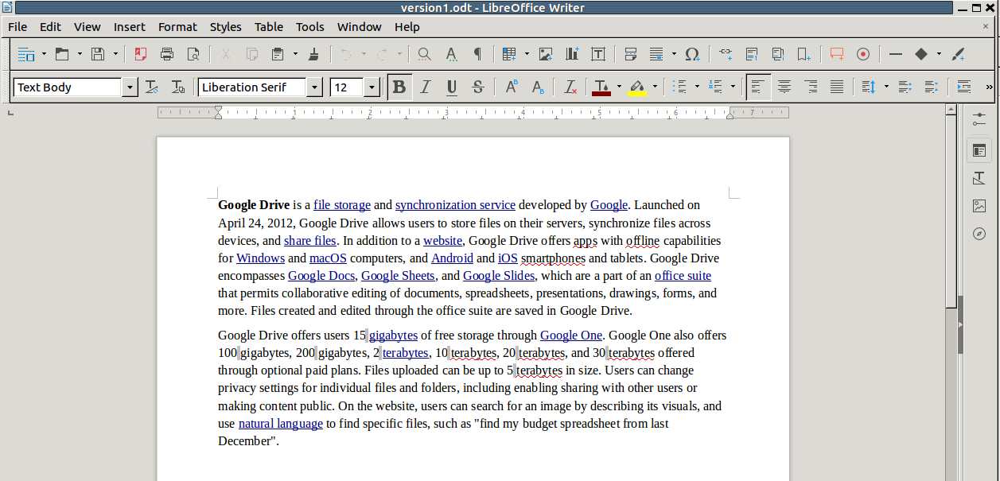 version1.odt - LibreOffice Writer
File Edit View Insert Format Styles Table Tools Window Help
Text Body Liberation Serif 12
1 2 3 4 5 6 7
Google Drive is a file storage and synchronization service developed by Google. Launched on
April 24, 2012, Google Drive allows users to store files on their servers, synchronize files across
devices, and share files. In addition to a website, Google Drive offers apps with offline capabilities
for Windows and macOS computers, and Android and iOS smartphones and tablets. Google Drive
encompasses Google Docs, Google Sheets, and Google Slides, which are a part of an office suite
that permits collaborative editing of documents, spreadsheets, presentations, drawings, forms, and
more. Files created and edited through the office suite are saved in Google Drive.
Google Drive offers users 15 gigabytes of free storage through Google One. Google One also offers
100 gigabytes, 200 gigabytes, 2 terabytes, 10 terabytes, 20 terabytes, and 30 terabytes offered
through optional paid plans. Files uploaded can be up to 5 terabytes in size. Users can change
privacy settings for individual files and folders, including enabling sharing with other users or
making content public. On the website, users can search for an image by describing its visuals, and
use natural language to find specific files, such as "find my budget spreadsheet from last
December".